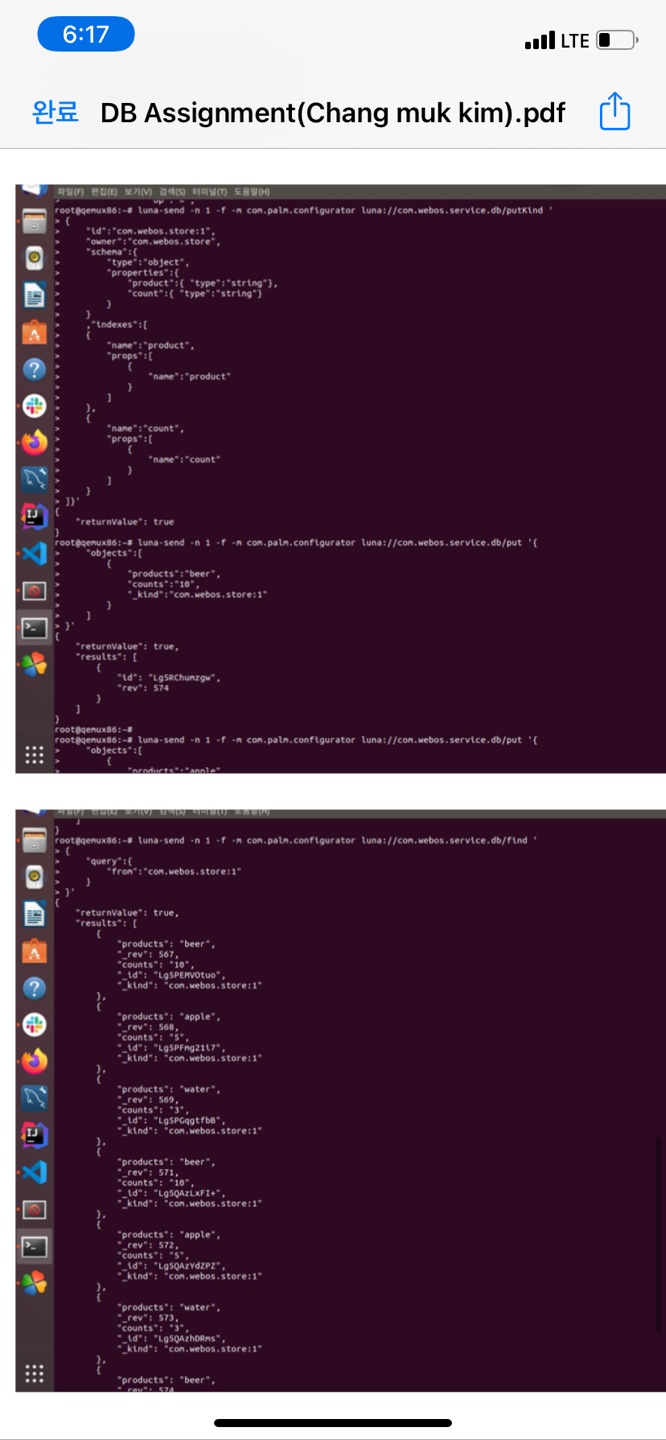 6:17
LTE
완료 DB Assignment(Chang muk kim).pdf
파일(F) 편집(E) 보기(V) 검색(S) 터미널(T) 도움말(H)
root@qemux86:~# luna-send -n 1 -f -m com.palm.configurator luna://com.webos.service.db/putKind '
> {
> "id":"com.webos.store:1",
> "owner":"com.webos.store",
> "schema":{
> "type":"object",
> "properties":{
> "product":{ "type":"string"},
> "count":{ "type":"string"}
> }
> }
> ,"indexes":[
> {
> "name":"product",
> "props":[
> {
> "name":"product"
> }
> ]
> },
> {
> "name":"count",
> "props":[
> {
> "name":"count"
> }
> ]
> }
> ]}'
{
"returnValue": true
}
root@qemux86:~# luna-send -n 1 -f -m com.palm.configurator luna://com.webos.service.db/put '{
> "objects":[
> {
> "products":"beer",
> "counts":"10",
> "_kind":"com.webos.store:1"
> }
> ]
> }'
{
"returnValue": true,
"results": [
{
"id": "Lg5RChumzgw",
"rev": 574
}
]
}
root@qemux86:~#
root@qemux86:~# luna-send -n 1 -f -m com.palm.configurator luna://com.webos.service.db/put '{
> "objects":[
> {
> "products":"apple"
파일(F) 편집(E) 보기(V) 검색(S) 터미널(T) 도움말(H)
]
}
root@qemux86:~# luna-send -n 1 -f -m com.palm.configurator luna://com.webos.service.db/find '
> {
> "query":{
> "from":"com.webos.store:1"
> }
> }'
{
"returnValue": true,
"results": [
{
"products": "beer",
"_rev": 567,
"counts": "10",
"_id": "Lg5PEMVOtuo",
"_kind": "com.webos.store:1"
},
{
"products": "apple",
"_rev": 568,
"counts": "5",
"_id": "Lg5PFmg21i7",
"_kind": "com.webos.store:1"
},
{
"products": "water",
"_rev": 569,
"counts": "3",
"_id": "Lg5PGqgtfbB",
"_kind": "com.webos.store:1"
},
{
"products": "beer",
"_rev": 571,
"counts": "10",
"_id": "Lg5QAzLxFI+",
"_kind": "com.webos.store:1"
},
{
"products": "apple",
"_rev": 572,
"counts": "5",
"_id": "Lg5QAzYdZPZ",
"_kind": "com.webos.store:1"
},
{
"products": "water",
"_rev": 573,
"counts": "3",
"_id": "Lg5QAzhDRms",
"_kind": "com.webos.store:1"
},
{
"products": "beer",
"_rev": 574